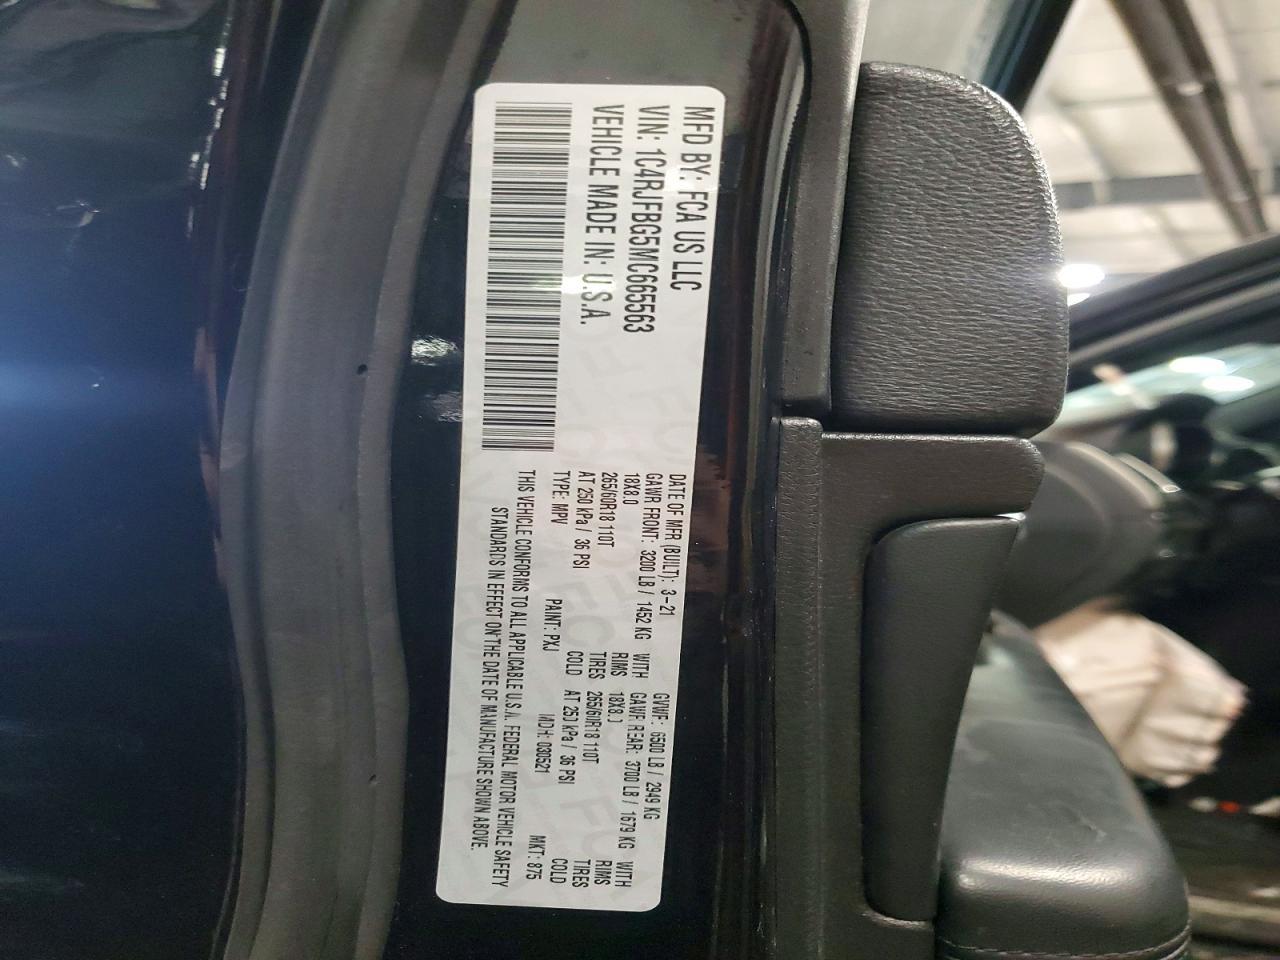 MFD BY: FCA US LLC
VIN: 1C4RJFBG5MC665563
VEHICLE MADE IN: U.S.A.
DATE OF MFR (BUILT): 3-21 GVWR: 6500 LB / 2949 KG
GAWR FRONT: 3200 LB / 1452 KG WITH GAWR REAR: 3700 LB / 1679 KG WITH
18X8.0 RIMS 18X8.0 RIMS
265/60R18 110T TIRES 265/60R18 110T TIRES
AT 250 kPa / 36 PSI COLD AT 250 kPa / 36 PSI COLD
TYPE: MPV PAINT: PXJ MDH: 030521 MKT: 875
THIS VEHICLE CONFORMS TO ALL APPLICABLE U.S.A. FEDERAL MOTOR VEHICLE SAFETY
STANDARDS IN EFFECT ON THE DATE OF MANUFACTURE SHOWN ABOVE.